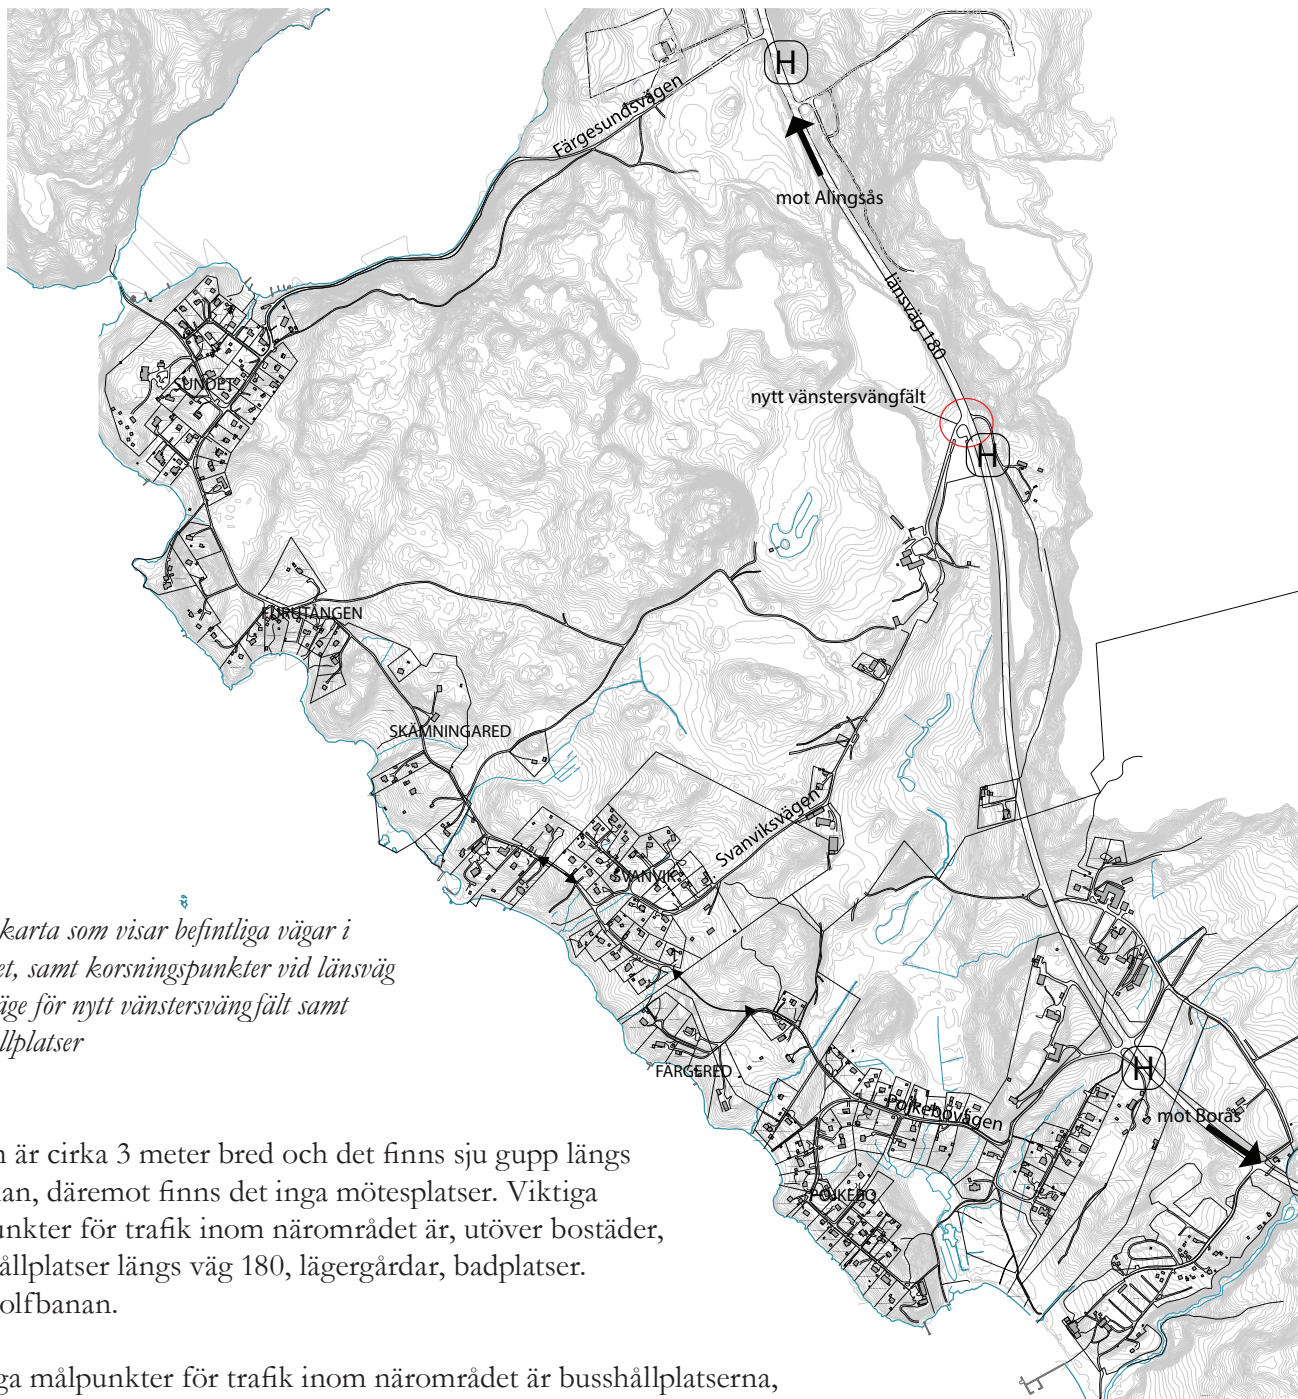 H
Färgesundsvägen
mot Alingsås
länsväg 180
nytt vänstersvängfält
H
SUNDET
FURUTÅNGEN
SKÄMNINGARED
Svanviksvägen
SVANVIK
karta som visar befintliga vägar i
et, samt korsningspunkter vid länsväg
äge för nytt vänstersvängfält samt
llplatser
FÄRGERED
H
Pojkebovägen
mot Borås
POJKEBO
n är cirka 3 meter bred och det finns sju gupp längs
kan, däremot finns det inga mötesplatser. Viktiga
unkter för trafik inom närområdet är, utöver bostäder,
ållplatser längs väg 180, lägergårdar, badplatser.
olfbanan.
ga målpunkter för trafik inom närområdet är busshållplatserna,